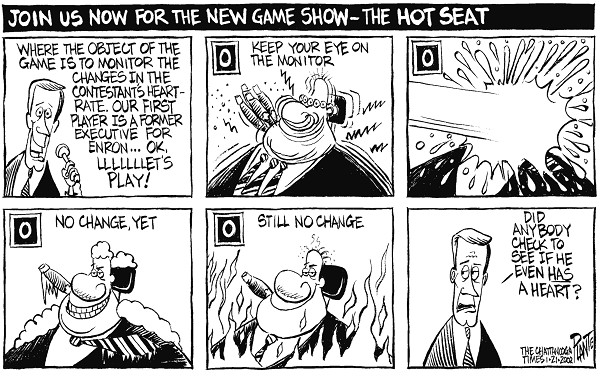 JOIN US NOW FOR THE NEW GAME SHOW-THE HOT SEAT
WHERE THE OBJECT OF THE
GAME IS TO MONITOR THE
CHANGES IN THE
CONTESTANT'S HEART-
RATE. OUR FIRST
PLAYER IS A FORMER
EXECUTIVE FOR
ENRON... OK,
LLLLLLLET'S
PLAY!
0
KEEP YOUR EYE ON
THE MONITOR
0
0
NO CHANGE, YET
0
STILL NO CHANGE
DID
ANYBODY
CHECK TO
SEE IF HE
EVEN HAS
A HEART?
PLANTE
THE CHATTANOOGA
TIMES 1-21-2002